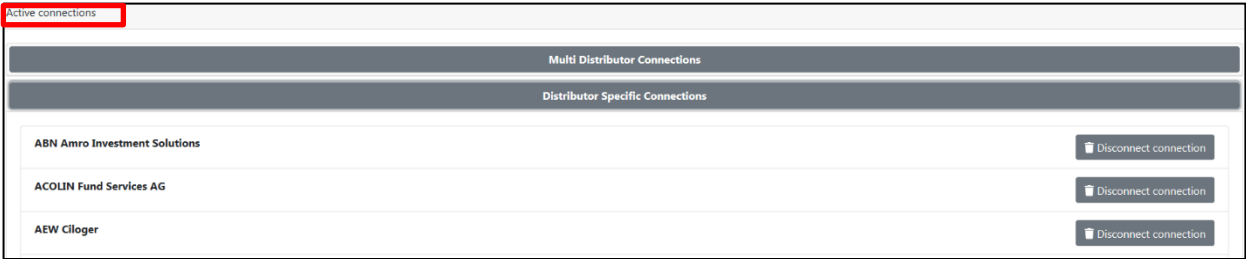 Active connections
Multi Distributor Connections
Distributor Specific Connections
ABN Amro Investment Solutions
Disconnect connection
ACOLIN Fund Services AG
Disconnect connection
AEW Ciloger
Disconnect connection